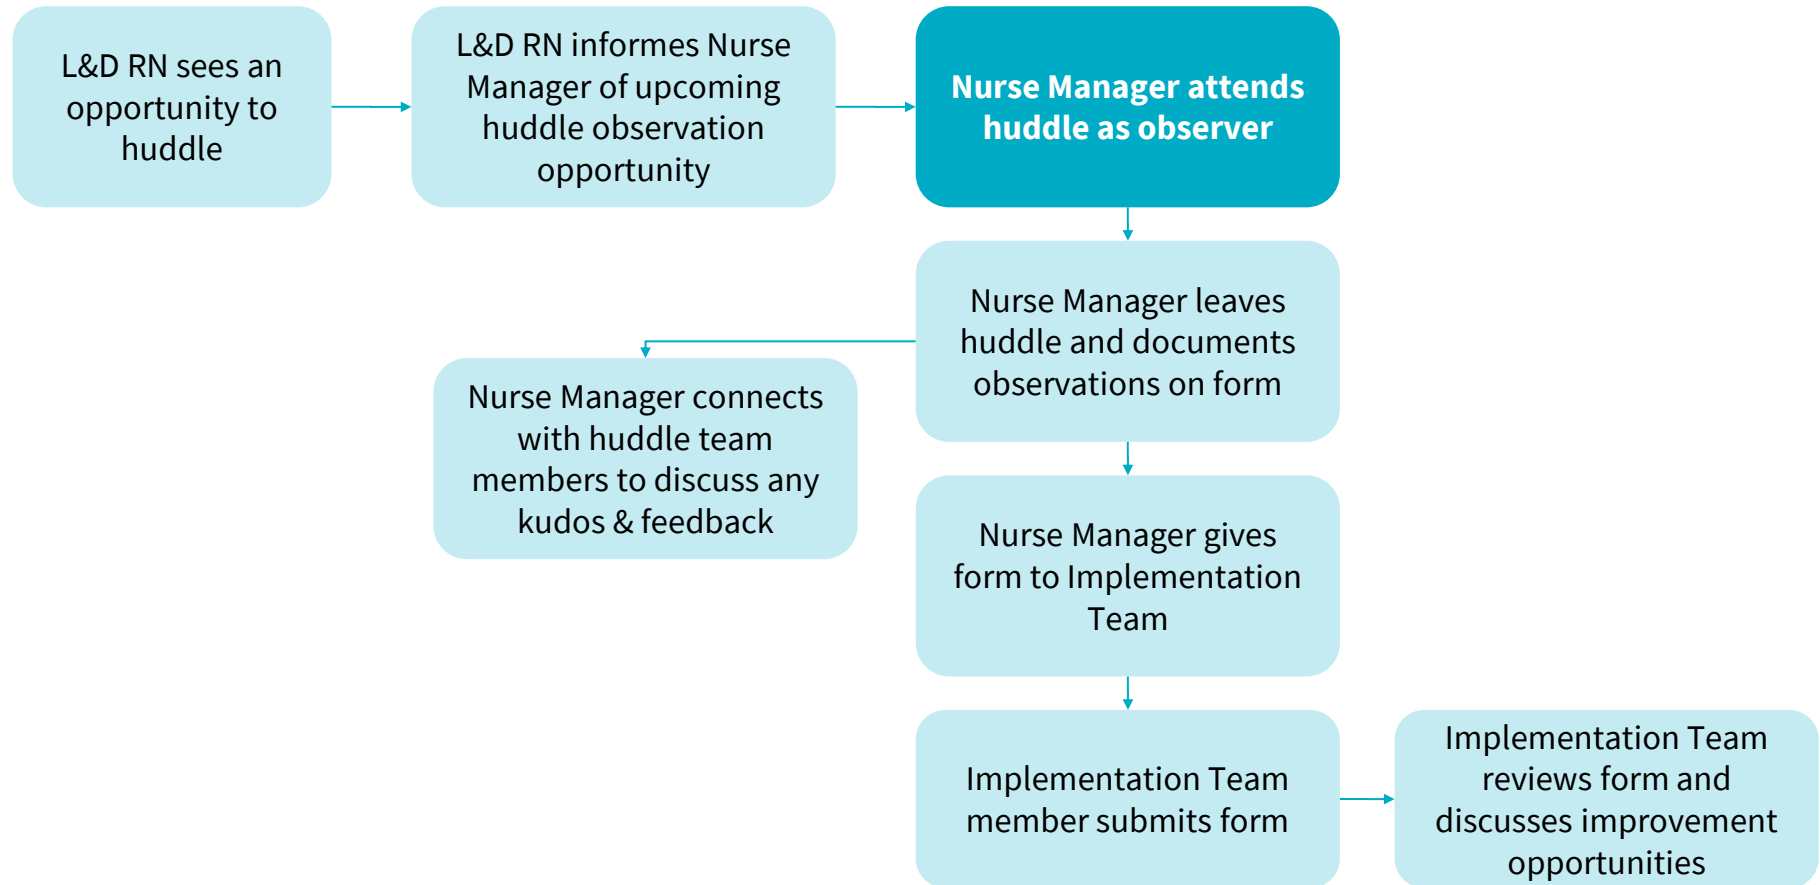 L&D RN sees an
opportunity to
huddle
L&D RN informes Nurse
Manager of upcoming
huddle observation
opportunity
Nurse Manager attends
huddle as observer
Nurse Manager leaves
huddle and documents
observations on form
Nurse Manager connects
with huddle team
members to discuss any
kudos & feedback
Nurse Manager gives
form to Implementation
Team
Implementation Team
member submits form
Implementation Team
reviews form and
discusses improvement
opportunities